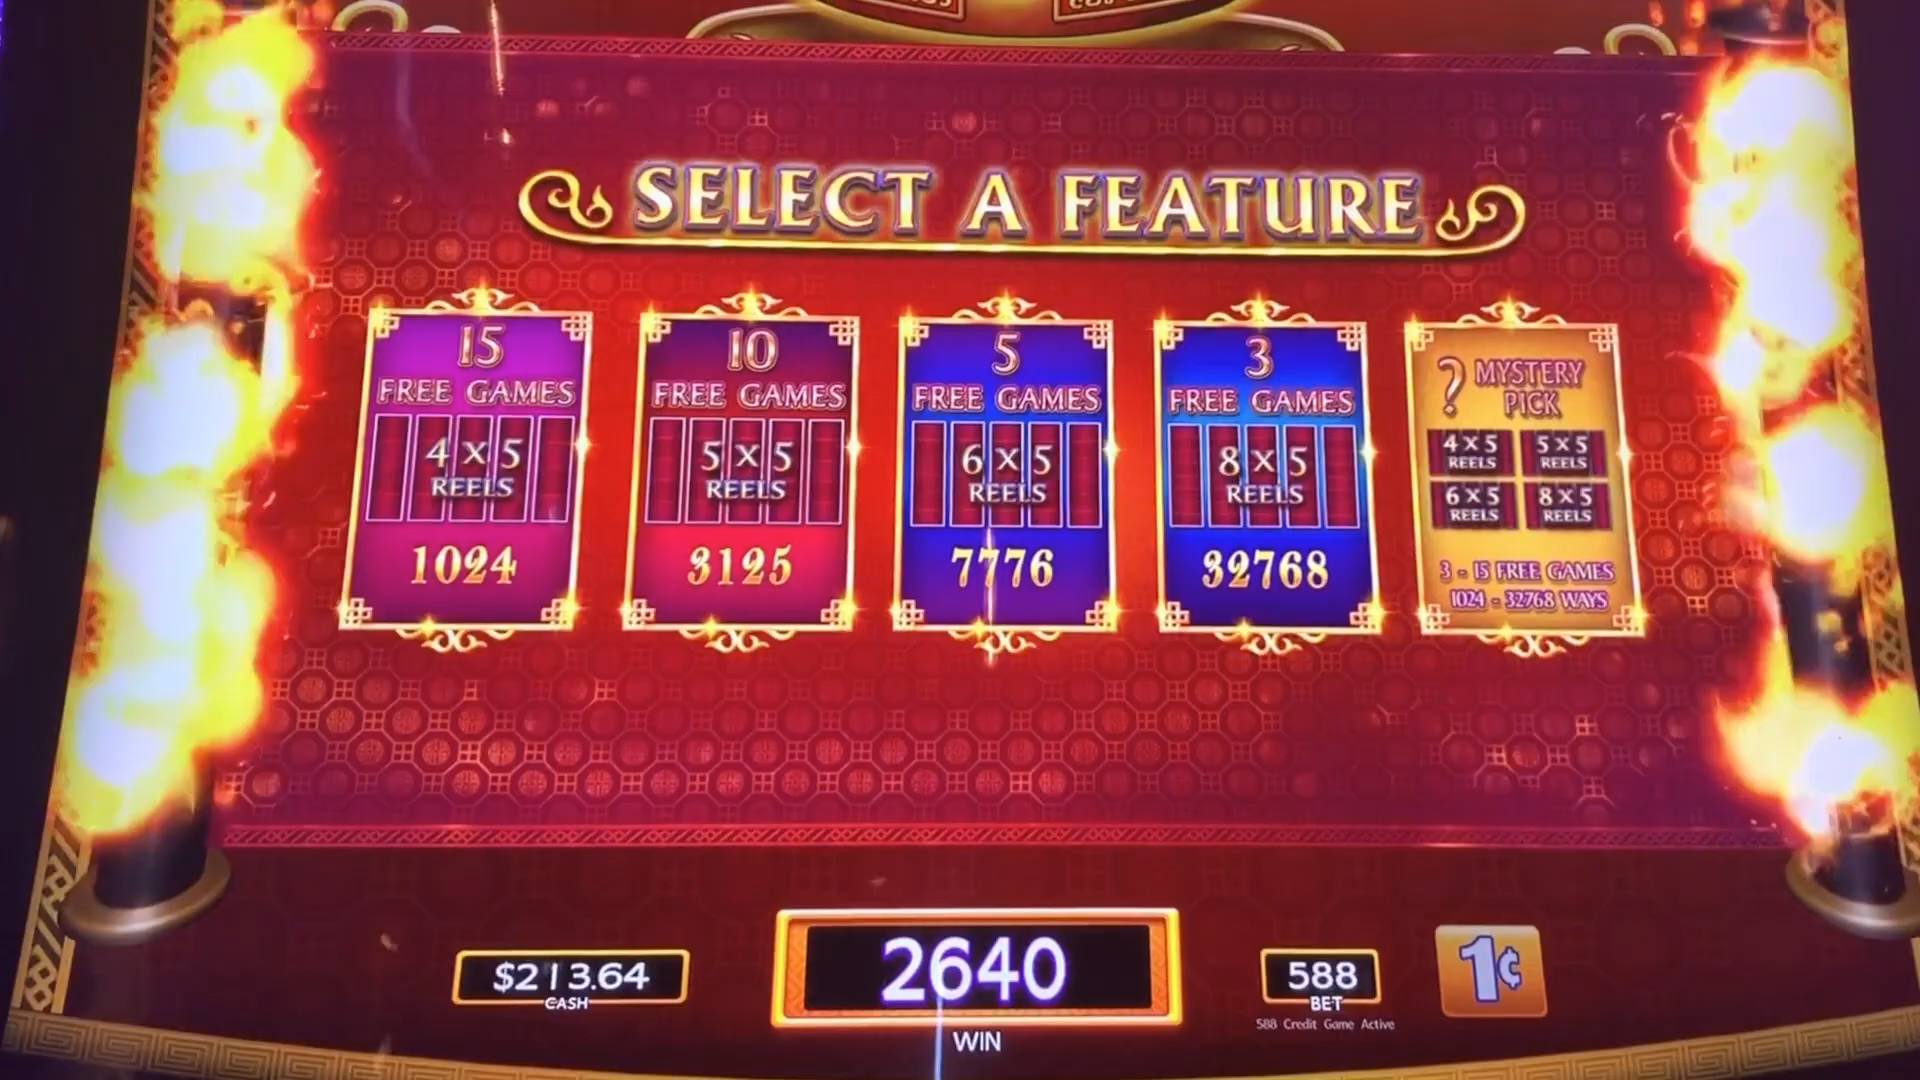 SELECT A FEATURE
15
FREE GAMES
4 X 5
REELS
1024
10
FREE GAMES
5 X 5
REELS
3125
5
FREE GAMES
6 X 5
REELS
7776
3
FREE GAMES
8 X 5
REELS
32768
? MYSTERY
PICK
4 X 5
REELS
5 X 5
REELS
6 X 5
REELS
8 X 5
REELS
3 - 15 FREE GAMES
1024 - 32768 WAYS
$213.64
CASH
2640
WIN
588
BET
588 Credit Game Active
1¢